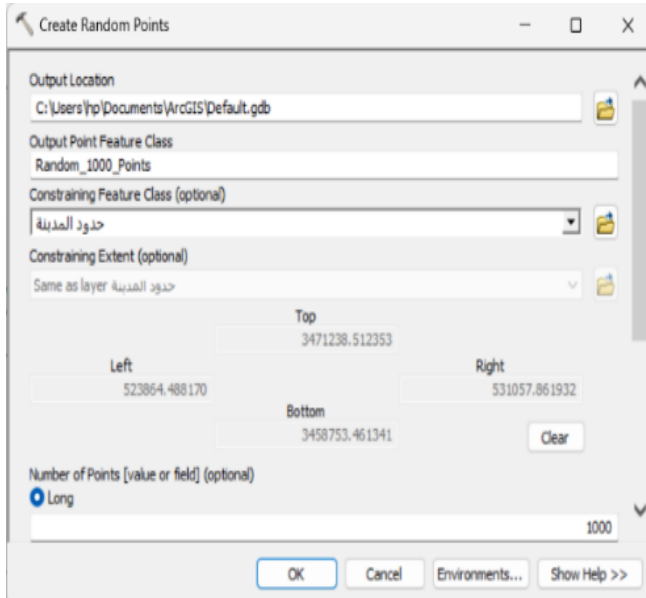 Create Random Points
Output Location
C:\Users\hp\Documents\ArcGIS\Default.gdb
Output Point Feature Class
Random_1000_Points
Constraining Feature Class (optional)
حدود المدينة
Constraining Extent (optional)
Same as layer حدود المدينة
Top
3471238.512353
Left
Right
523864.488170
531057.861932
Bottom
3458753.461341
Clear
Number of Points [value or field] (optional)
Long
1000
OK
Cancel
Environments...
Show Help >>